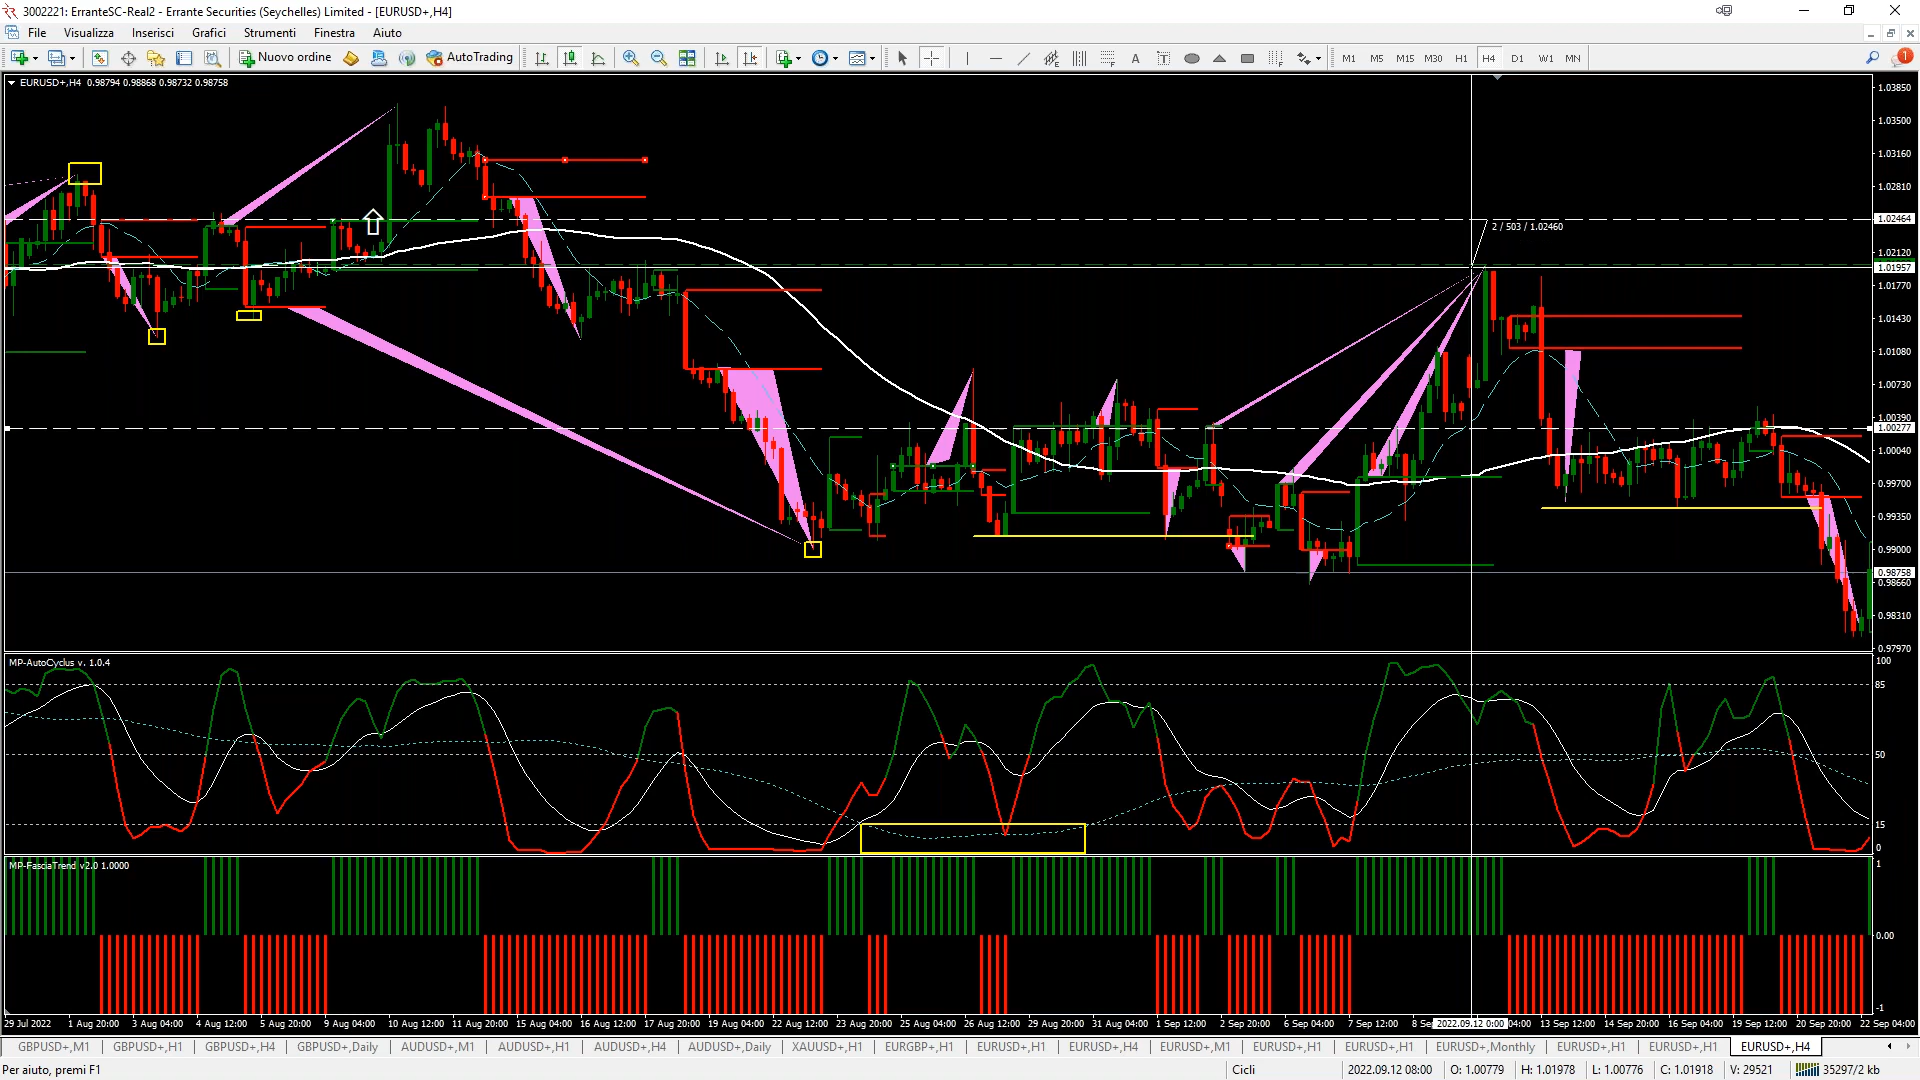 3002221: ErranteSC-Real2 - Errante Securities (Seychelles) Limited - [EURUSD+,H4]
File Visualizza Inserisci Grafici Strumenti Finestra Aiuto
Nuovo ordine AutoTrading A T M1 M5 M15 M30 H1 H4 D1 W1 MN 1
EURUSD+,H4 0.98794 0.98868 0.98732 0.98758
1.03850
1.03500
1.03160
1.02810
1.02464
2 / 503 / 1.02460
1.02120
1.01957
1.01770
1.01430
1.01080
1.00730
1.00390
1.00277
1.00040
0.99700
0.99350
0.99000
0.98758
0.98660
0.98310
0.97970
MP-AutoCyclus v. 1.0.4
100
85
50
15
0
MP-FasciaTrend v2.0 1.0000
1
0.00
-1
29 Jul 2022 1 Aug 20:00 3 Aug 04:00 4 Aug 12:00 5 Aug 20:00 9 Aug 04:00 10 Aug 12:00 11 Aug 20:00 15 Aug 04:00 16 Aug 12:00 17 Aug 20:00 19 Aug 04:00 22 Aug 12:00 23 Aug 20:00 25 Aug 04:00 26 Aug 12:00 29 Aug 20:00 31 Aug 04:00 1 Sep 12:00 2 Sep 20:00 6 Sep 04:00 7 Sep 12:00 8 Se 2022.09.12 0:00 04:00 13 Sep 12:00 14 Sep 20:00 16 Sep 04:00 19 Sep 12:00 20 Sep 20:00 22 Sep 04:00
GBPUSD+,M1 GBPUSD+,H1 GBPUSD+,H4 GBPUSD+,Daily AUDUSD+,M1 AUDUSD+,H1 AUDUSD+,H4 AUDUSD+,Daily XAUUSD+,H1 EURGBP+,H1 EURUSD+,H1 EURUSD+,H4 EURUSD+,M1 EURUSD+,H1 EURUSD+,H1 EURUSD+,Monthly EURUSD+,H1 EURUSD+,H1 EURUSD+,H4
Per aiuto, premi F1 Cicli 2022.09.12 08:00 O: 1.00779 H: 1.01978 L: 1.00776 C: 1.01918 V: 29521 35297/2 kb